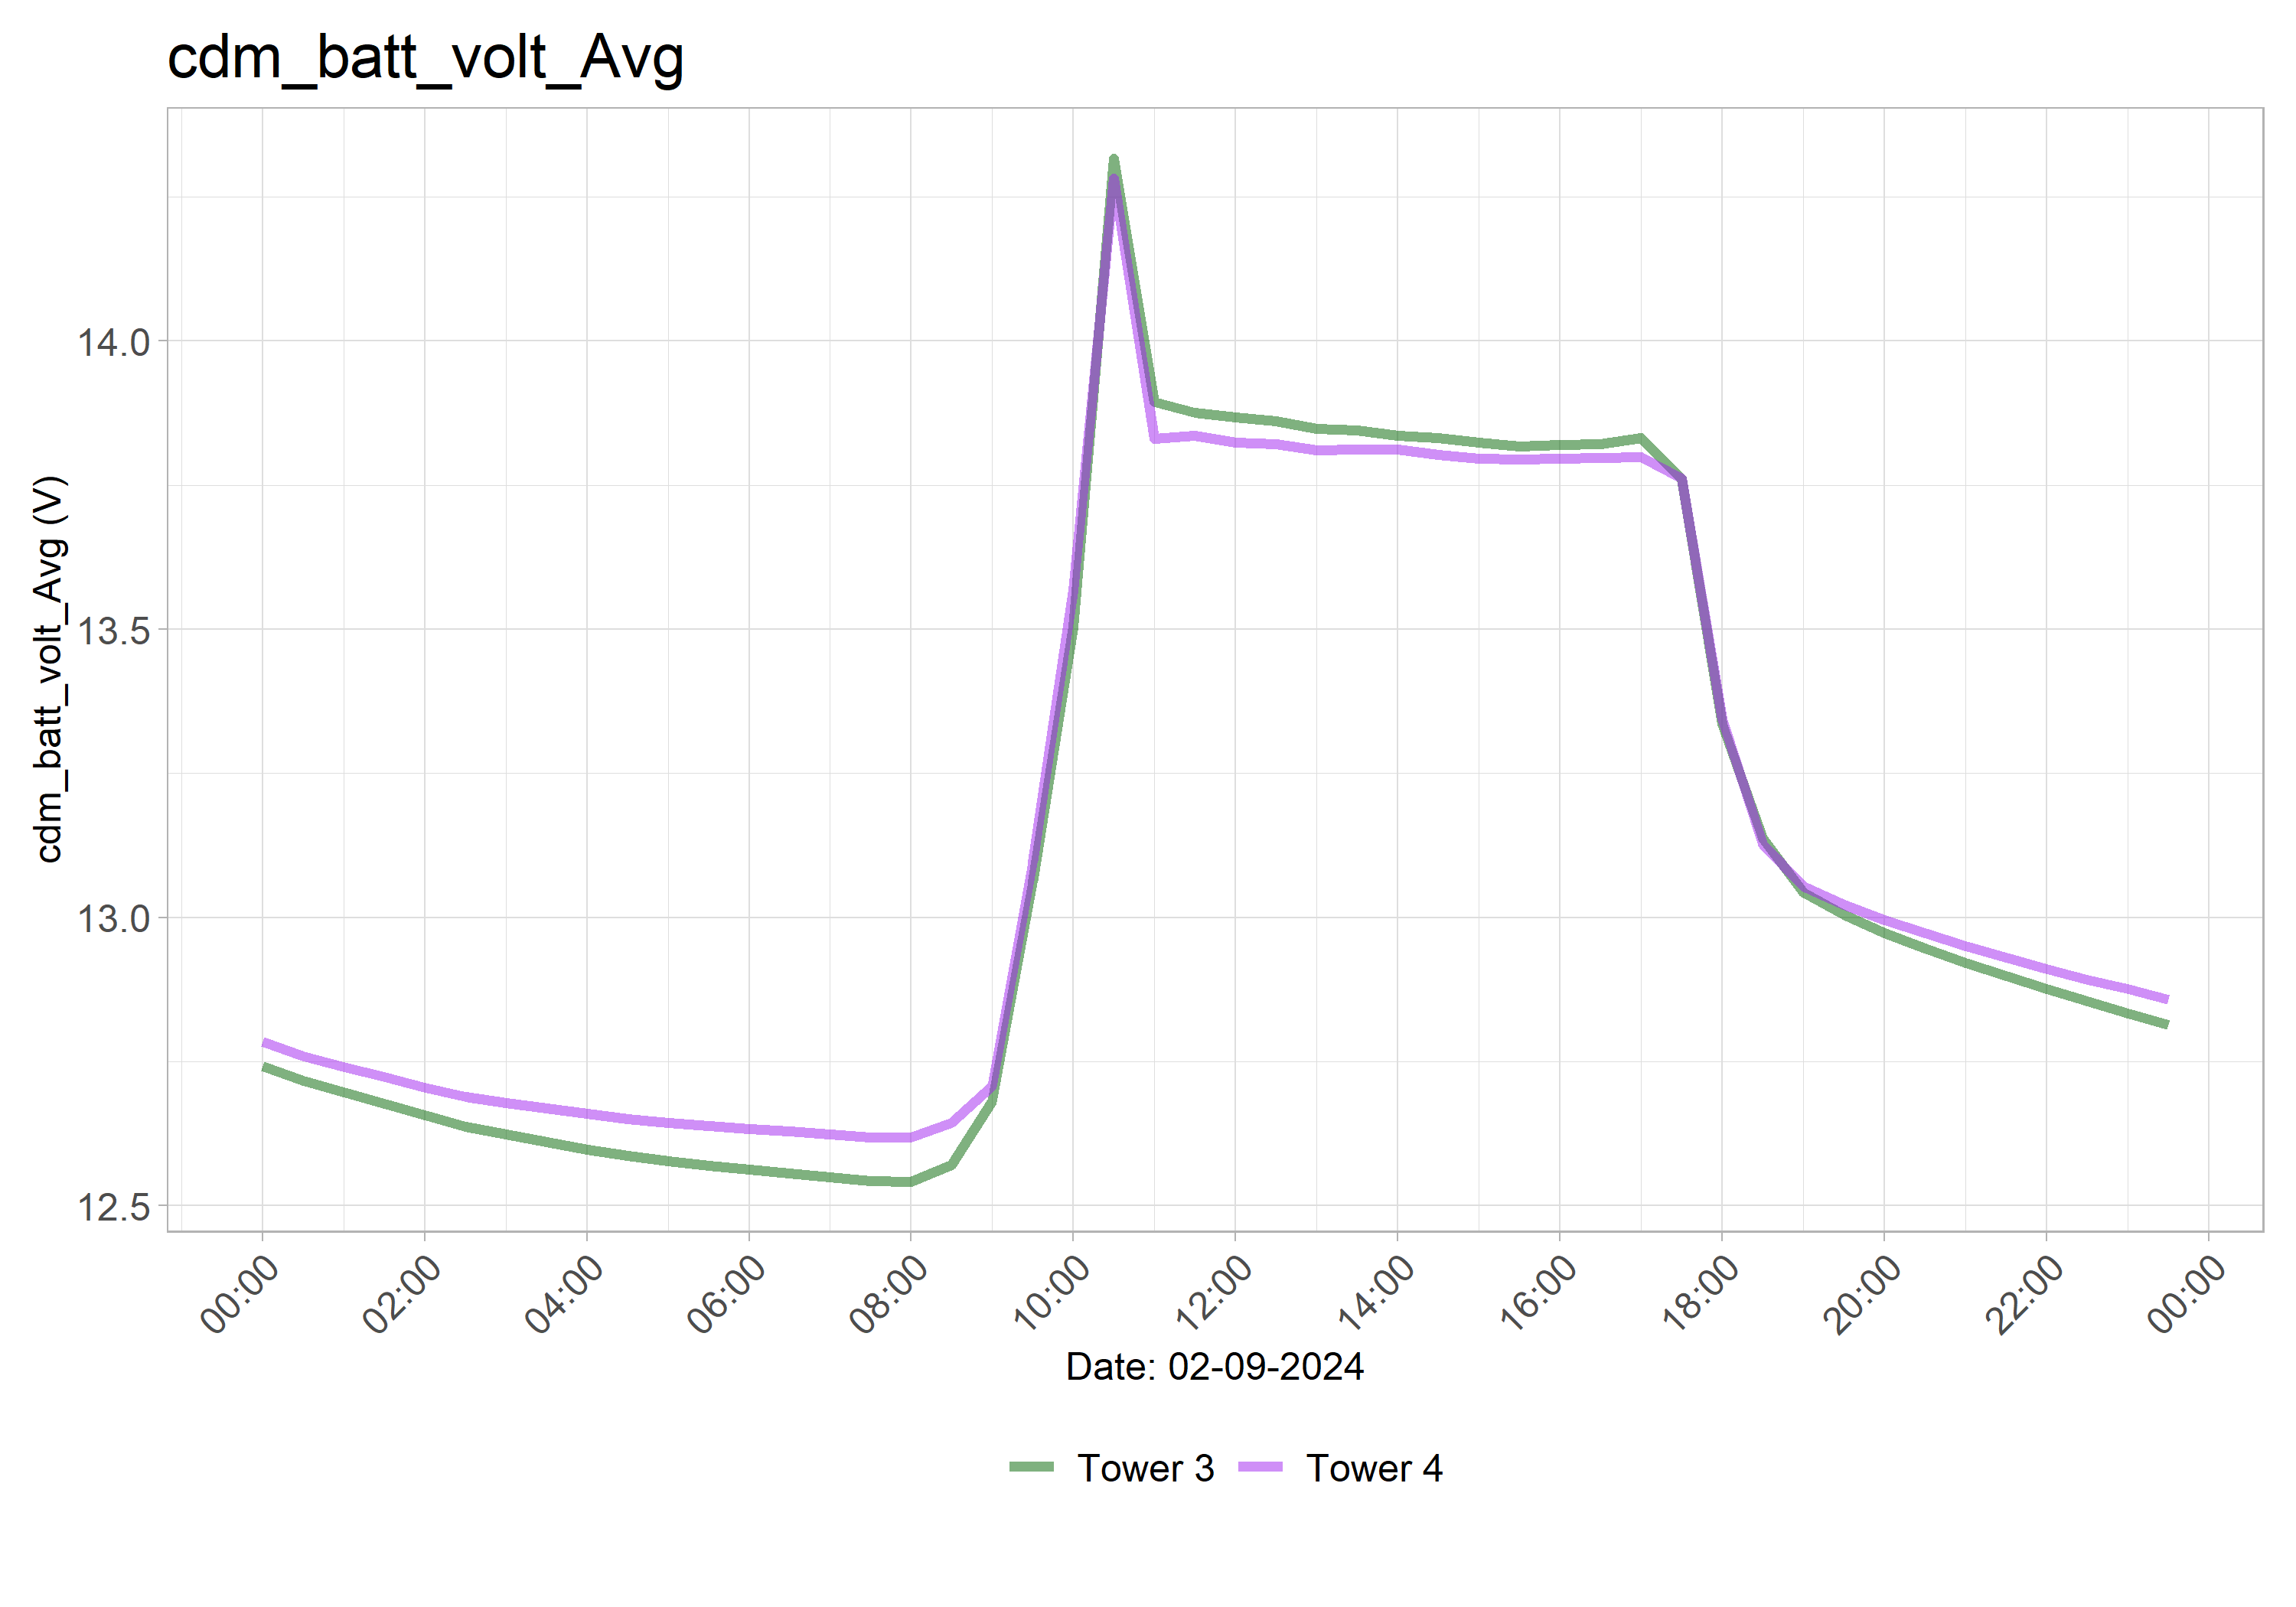 cdm_batt_volt_Avg
cdm_batt_volt_Avg (V)
14.0
13.5
13.0
12.5
00:00 02:00 04:00 06:00 08:00 10:00 12:00 14:00 16:00 18:00 20:00 22:00 00:00
Date: 02-09-2024
Tower 3 Tower 4